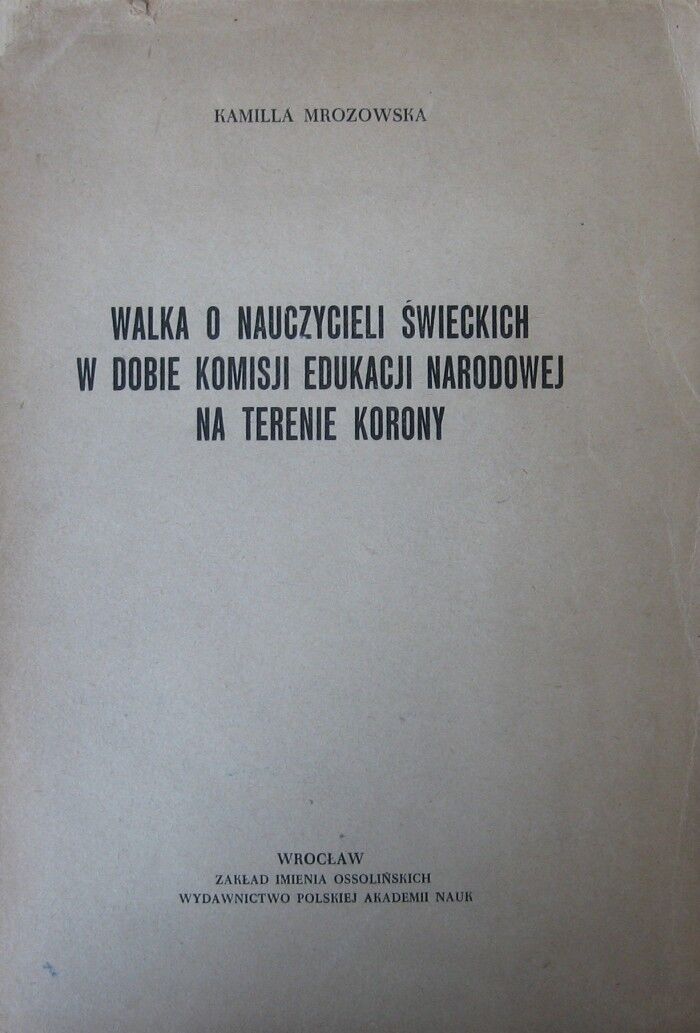 KAMILLA MROZOWSKA
WALKA O NAUCZYCIELI ŚWIECKICH
W DOBIE KOMISJI EDUKACJI NARODOWEJ
NA TERENIE KORONY
WROCŁAW
ZAKŁAD IMIENIA OSSOLIŃSKICH
WYDAWNICTWO POLSKIEJ AKADEMII NAUK